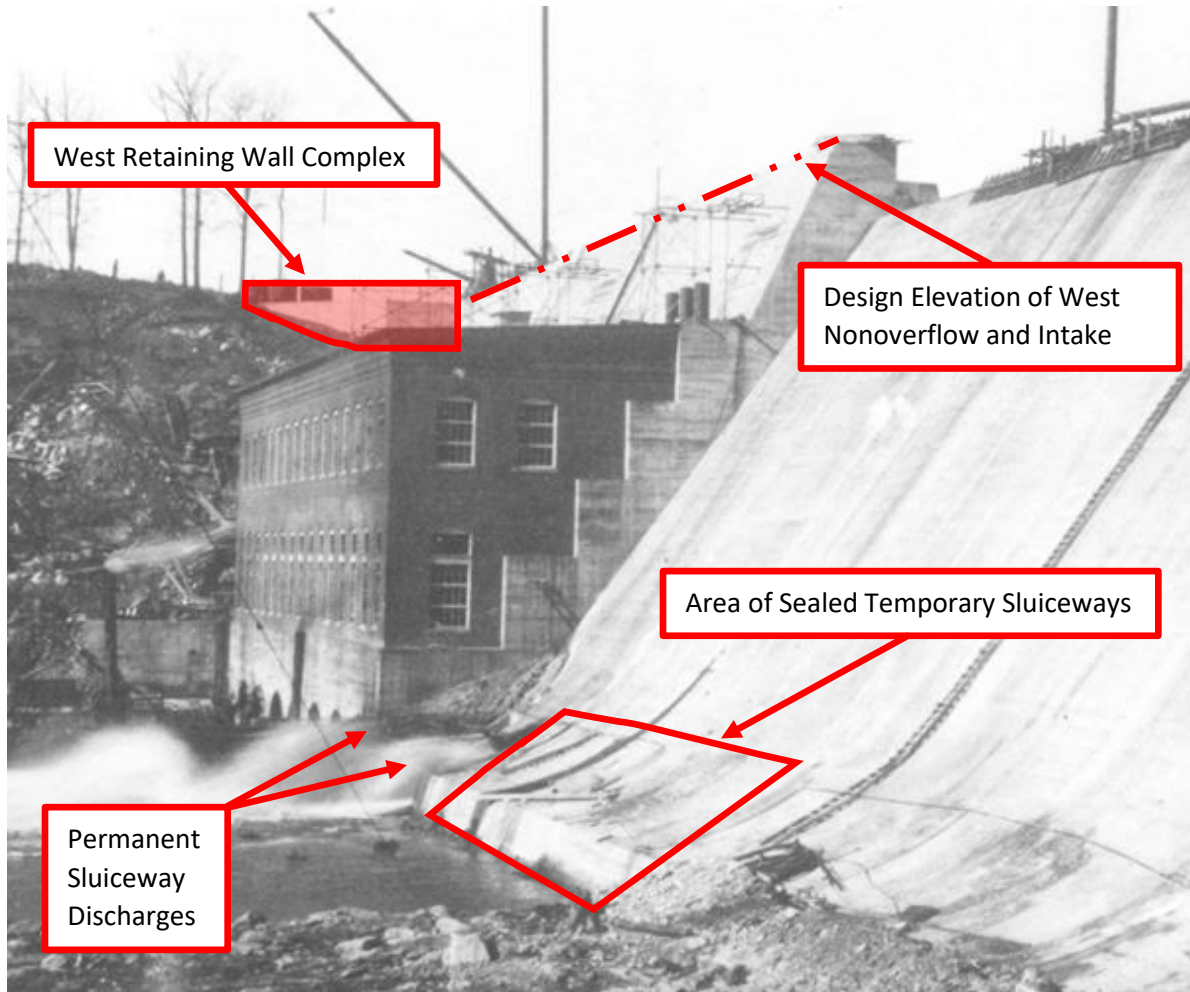 West Retaining Wall Complex
Design Elevation of West
Nonoverflow and Intake
Area of Sealed Temporary Sluiceways
Permanent
Sluiceway
Discharges